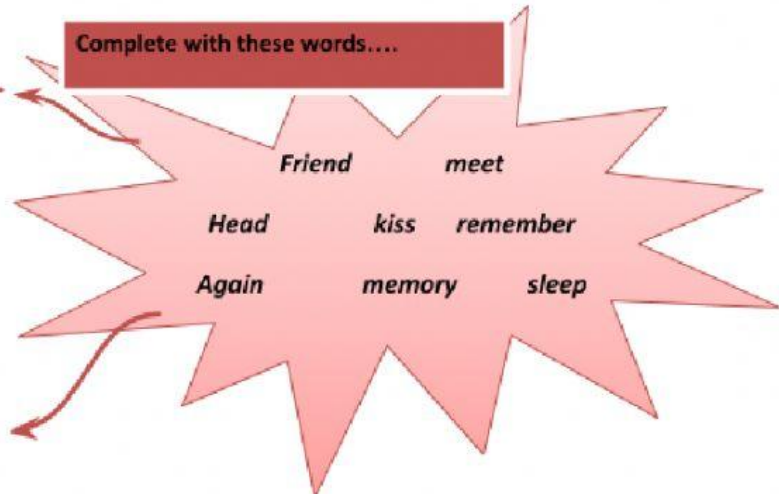 Complete with these words....
Friend meet
Head kiss remember
Again memory sleep